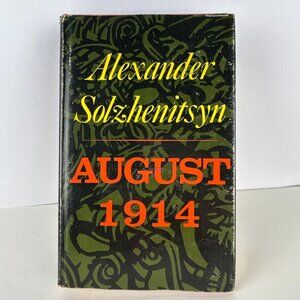 Alexander
Solzhenitsyn
AUGUST
1914